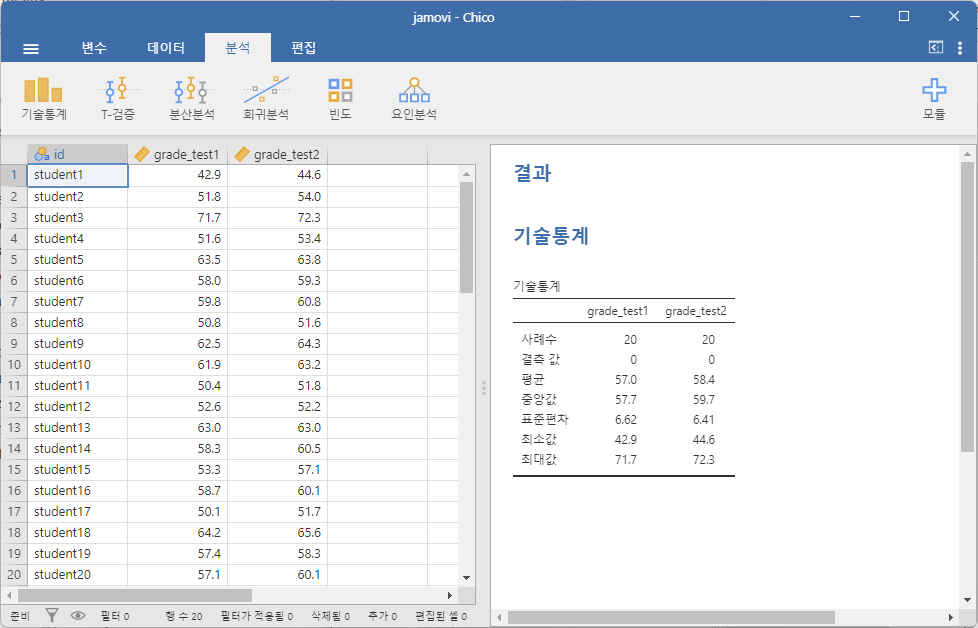 jamovi - Chico
변수 데이터 분석 편집
기술통계 T-검증 분산분석 회귀분석 빈도 요인분석 모듈
id grade_test1 grade_test2
1 student1 42.9 44.6
2 student2 51.8 54.0
3 student3 71.7 72.3
4 student4 51.6 53.4
5 student5 63.5 63.8
6 student6 58.0 59.3
7 student7 59.8 60.8
8 student8 50.8 51.6
9 student9 62.5 64.3
10 student10 61.9 63.2
11 student11 50.4 51.8
12 student12 52.6 52.2
13 student13 63.0 63.0
14 student14 58.3 60.5
15 student15 53.3 57.1
16 student16 58.7 60.1
17 student17 50.1 51.7
18 student18 64.2 65.6
19 student19 57.4 58.3
20 student20 57.1 60.1
준비 필터 0 행 수 20 필터가 적용됨 0 삭제됨 0 추가 0 편집된 셀 0
결과
기술통계
기술통계
grade_test1 grade_test2
사례수 20 20
결측 값 0 0
평균 57.0 58.4
중앙값 57.7 59.7
표준편차 6.62 6.41
최소값 42.9 44.6
최대값 71.7 72.3